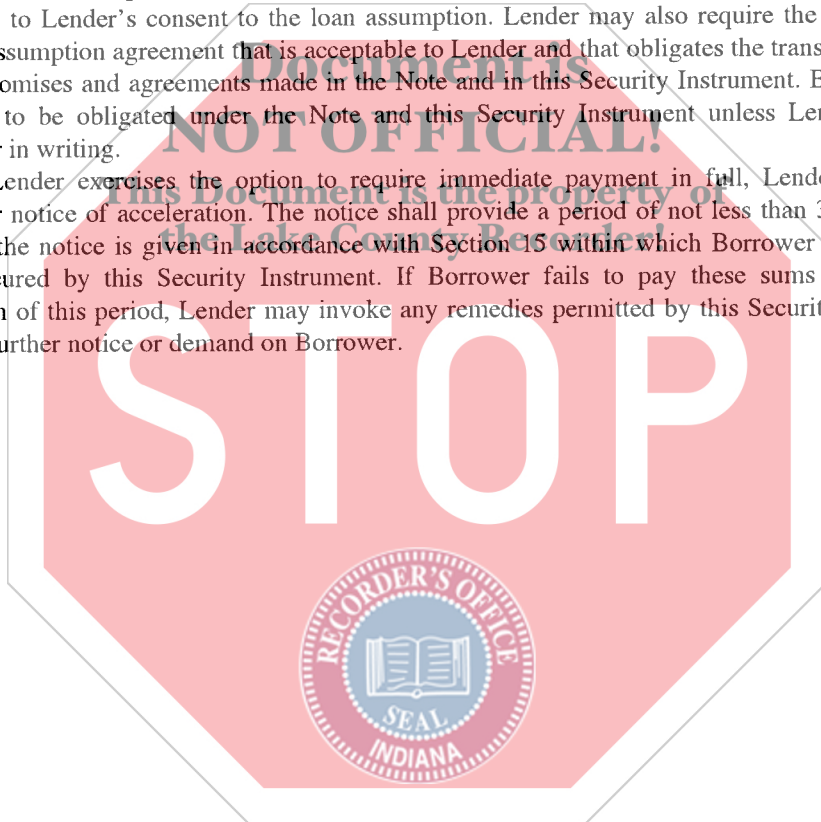 to Lender's consent to the loan assumption. Lender may also require the
ssumption agreement that is acceptable to Lender and that obligates the trans
omises and agreements made in the Note and in this Security Instrument. B
to be obligated under the Note and this Security Instrument unless Len
in writing.
Lender exercises the option to require immediate payment in full, Lend
notice of acceleration. The notice shall provide a period of not less than 3
the notice is given in accordance with Section 15 within which Borrower
ured by this Security Instrument. If Borrower fails to pay these sums
n of this period, Lender may invoke any remedies permitted by this Securit
urther notice or demand on Borrower.
Document is
NOT OFFICIAL!
This Document is the property of
the Lake County Recorder!
STOP
RECORDER'S OFFICE
SEAL
INDIANA